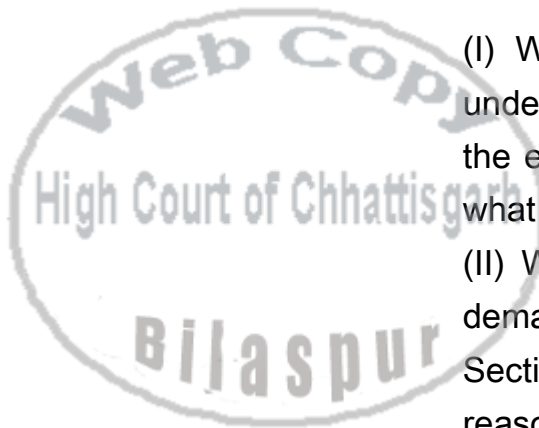 Web Copy
High Court of Chhattisgarh
Bilaspur
(I) W
unde
the e
what
(II) W
dema
Secti
reaso